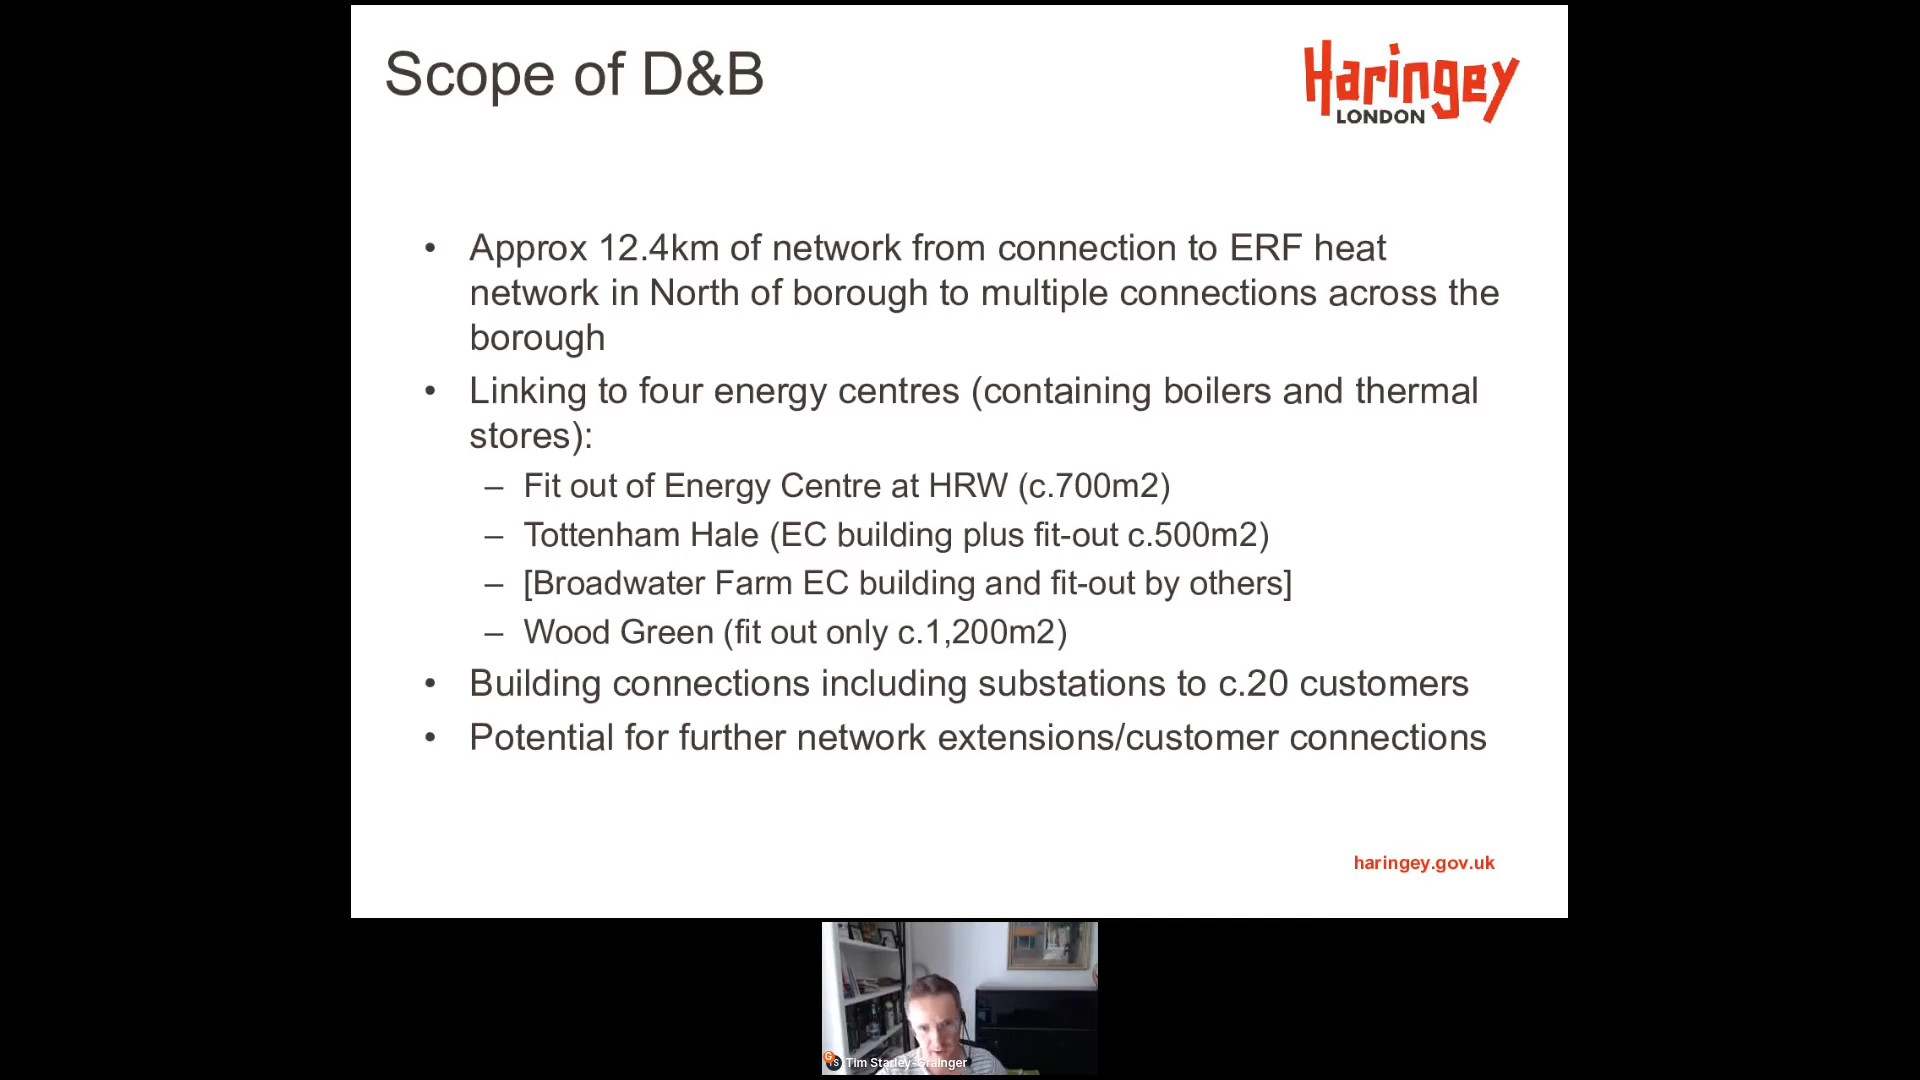 Scope of D&B
Haringey
LONDON
• Approx 12.4km of network from connection to ERF heat
network in North of borough to multiple connections across the
borough
• Linking to four energy centres (containing boilers and thermal
stores):
– Fit out of Energy Centre at HRW (c.700m2)
– Tottenham Hale (EC building plus fit-out c.500m2)
– [Broadwater Farm EC building and fit-out by others]
– Wood Green (fit out only c.1,200m2)
• Building connections including substations to c.20 customers
• Potential for further network extensions/customer connections
haringey.gov.uk
G
TS
Tim Starley-Grainger